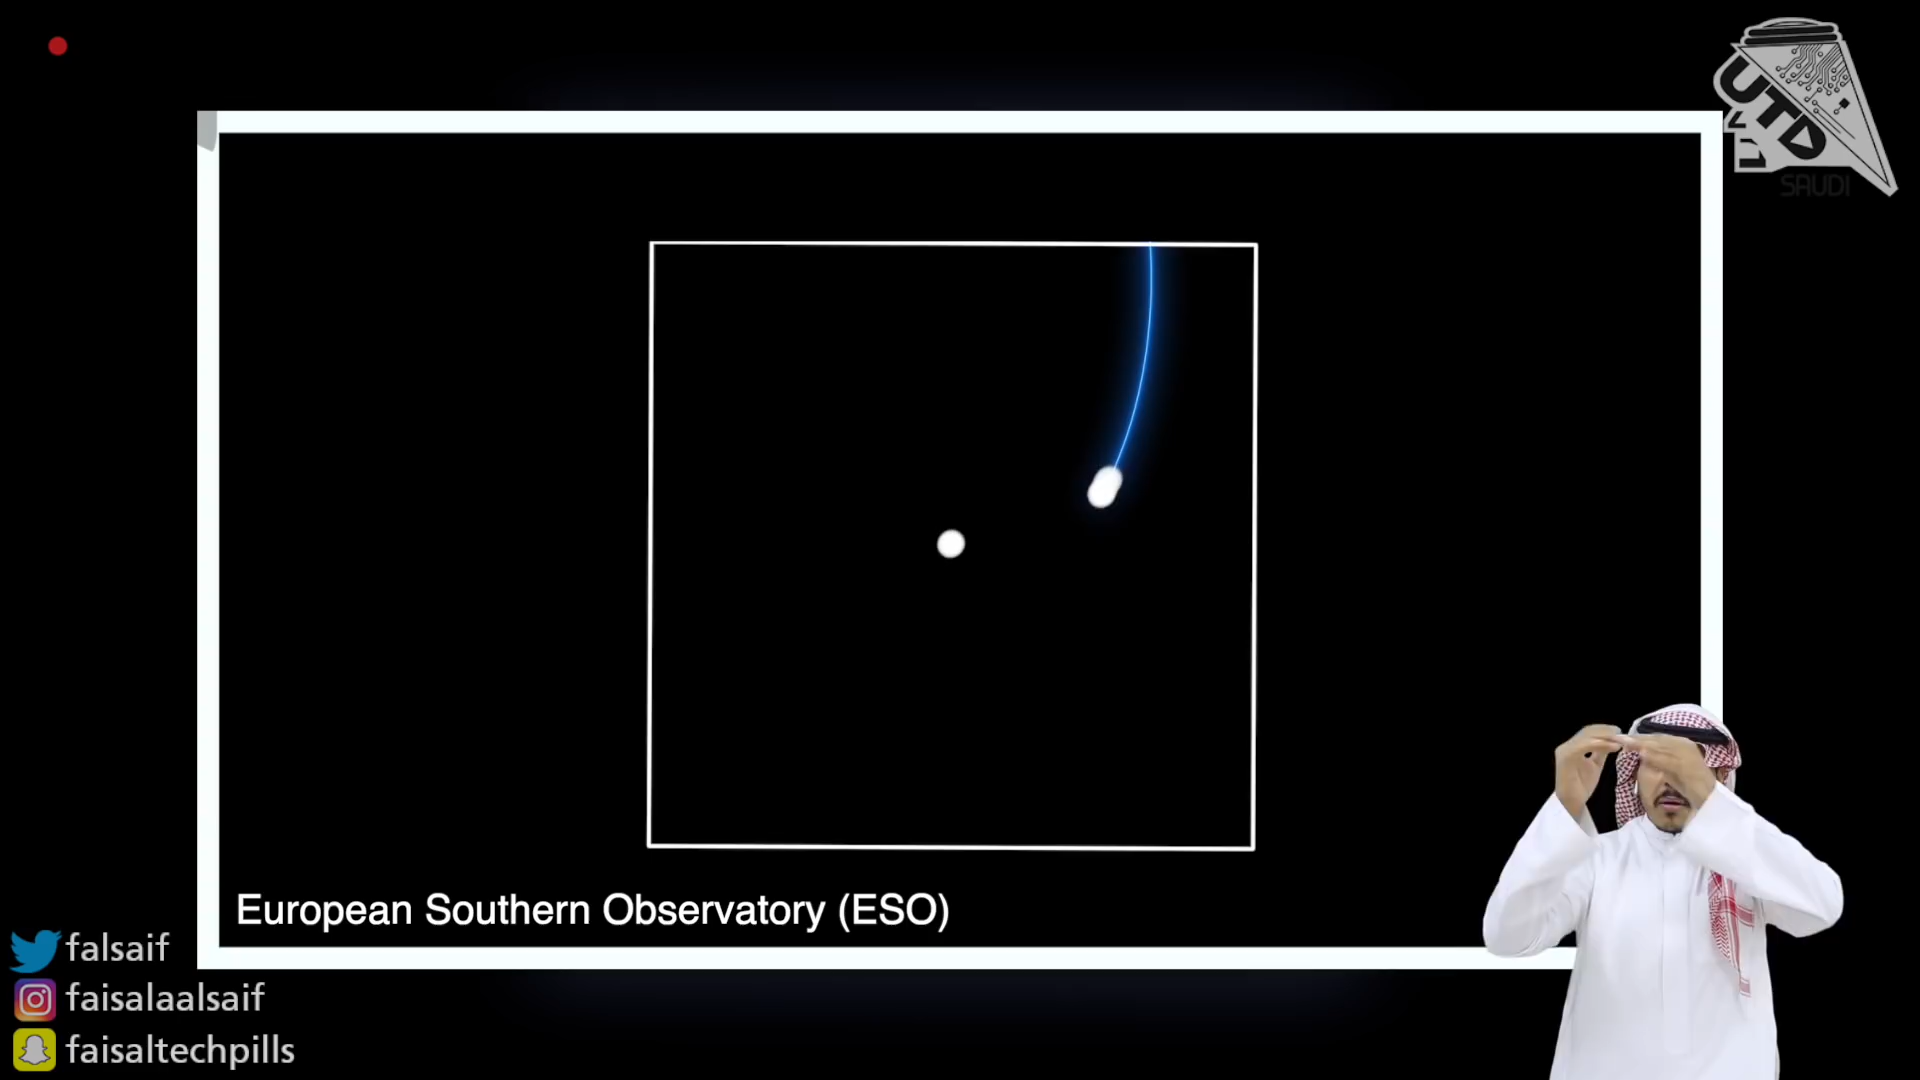 UTD
SAUDI
European Southern Observatory (ESO)
falsaif
faisalaalsaif
faisaltechpills